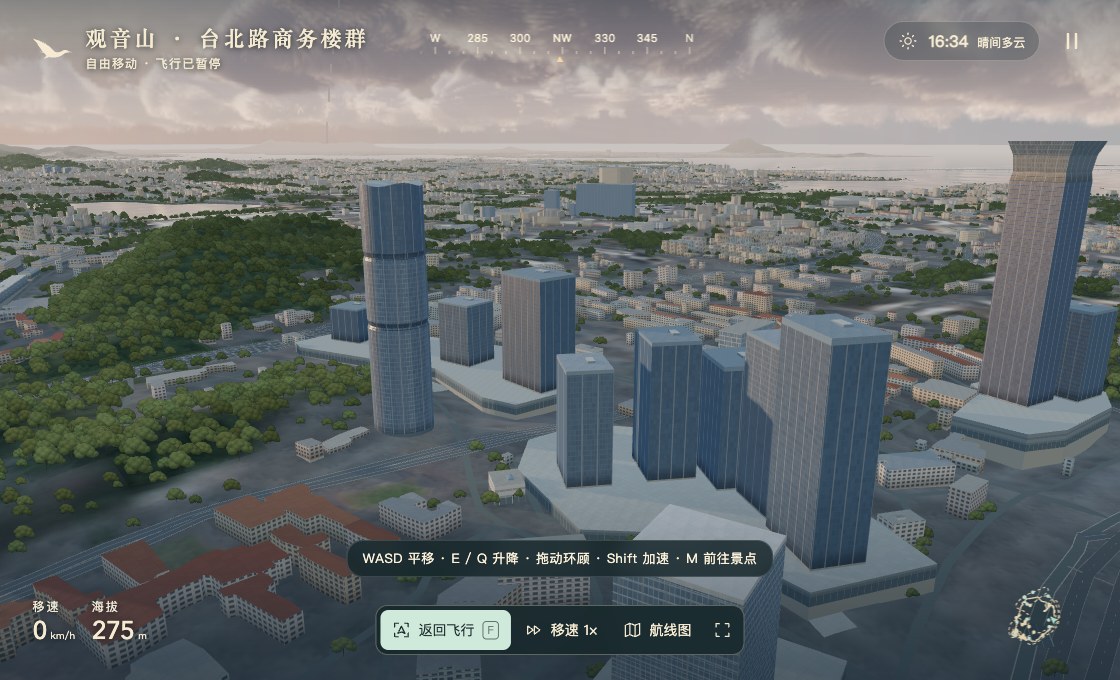 观音山 · 台北路商务楼群
自由移动 · 飞行已暂停
W 285 300 NW 330 345 N
16:34 晴间多云
WASD 平移 · E / Q 升降 · 拖动环顾 · Shift 加速 · M 前往景点
移速 海拔
0 km/h 275 m
返回飞行 F 移速 1x 航线图